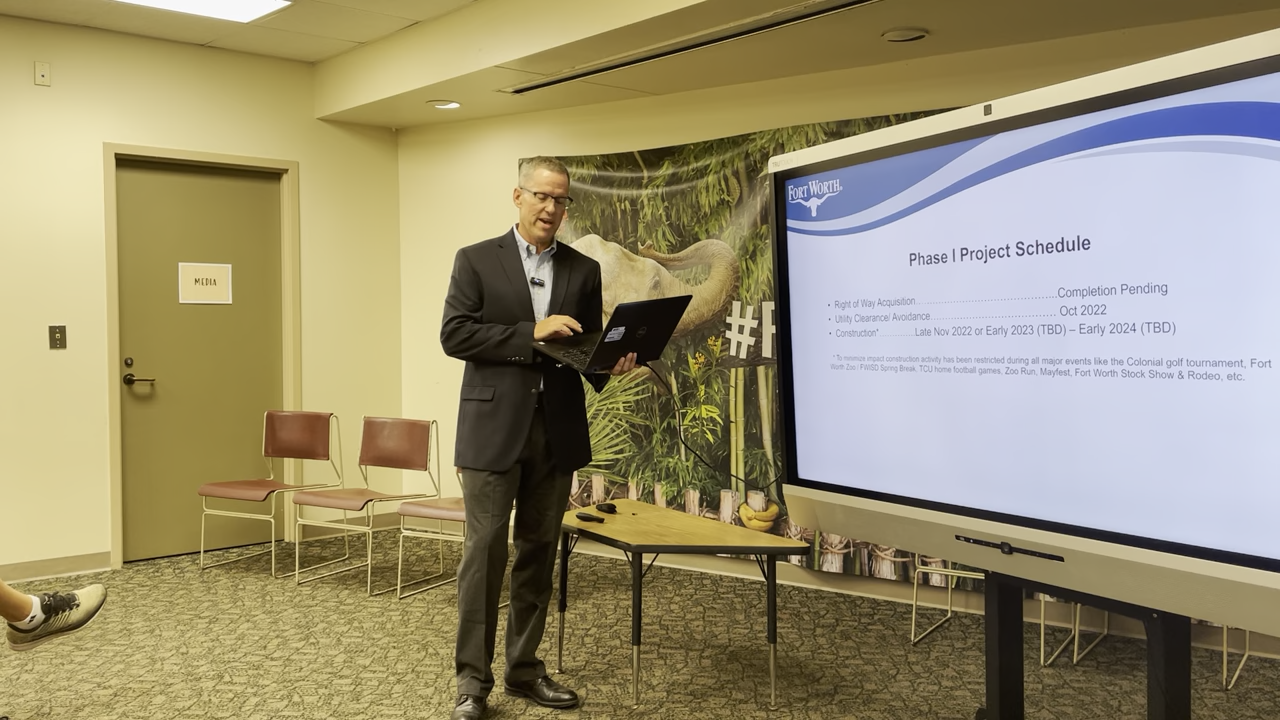 MEDIA
#F
FORT WORTH®
Phase I Project Schedule
• Right of Way Acquisition..............................................Completion Pending
• Utility Clearance/ Avoidance......................................... Oct 2022
• Construction*............Late Nov 2022 or Early 2023 (TBD) – Early 2024 (TBD)
* To minimize impact construction activity has been restricted during all major events like the Colonial golf tournament, Fort
Worth Zoo / FWISD Spring Break, TCU home football games, Zoo Run, Mayfest, Fort Worth Stock Show & Rodeo, etc.